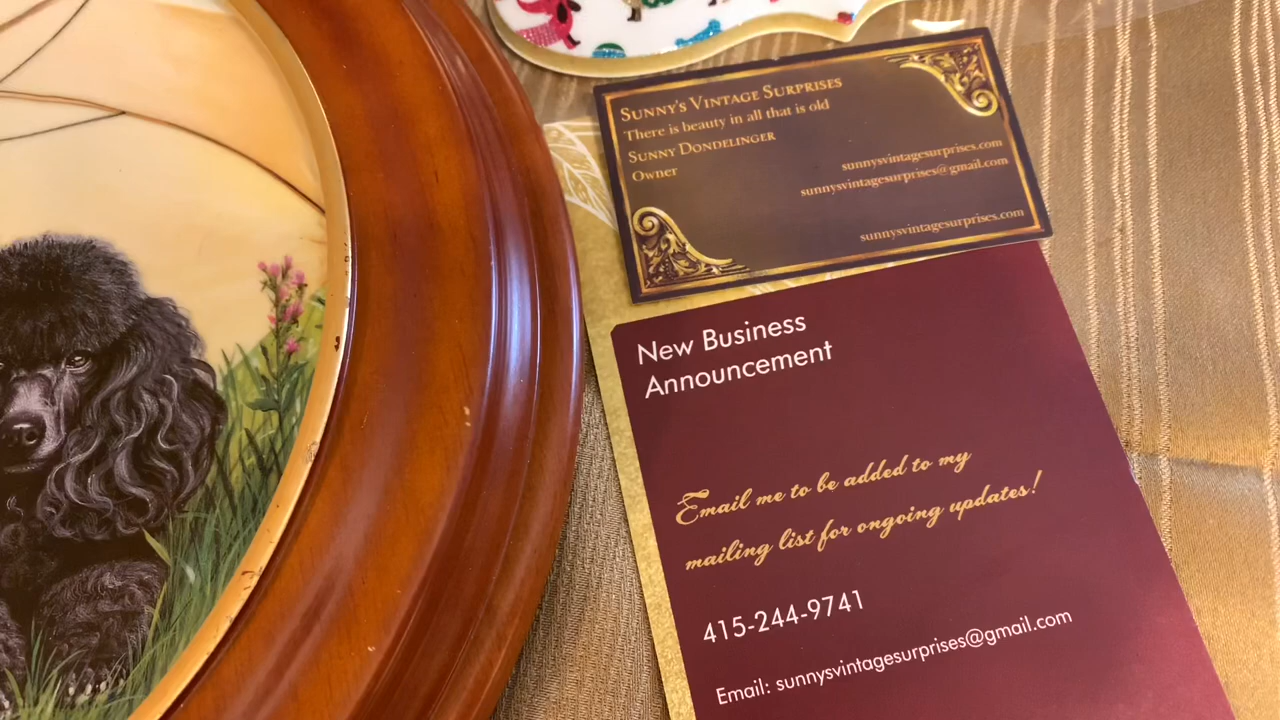 SUNNY'S VINTAGE SURPRISES
There is beauty in all that is old
SUNNY DONDELINGER
Owner
sunnysvintagesurprises.com
sunnysvintagesurprises@gmail.com
sunnysvintagesurprises.com
New Business
Announcement
Email me to be added to my
mailing list for ongoing updates!
415-244-9741
Email: sunnysvintagesurprises@gmail.com